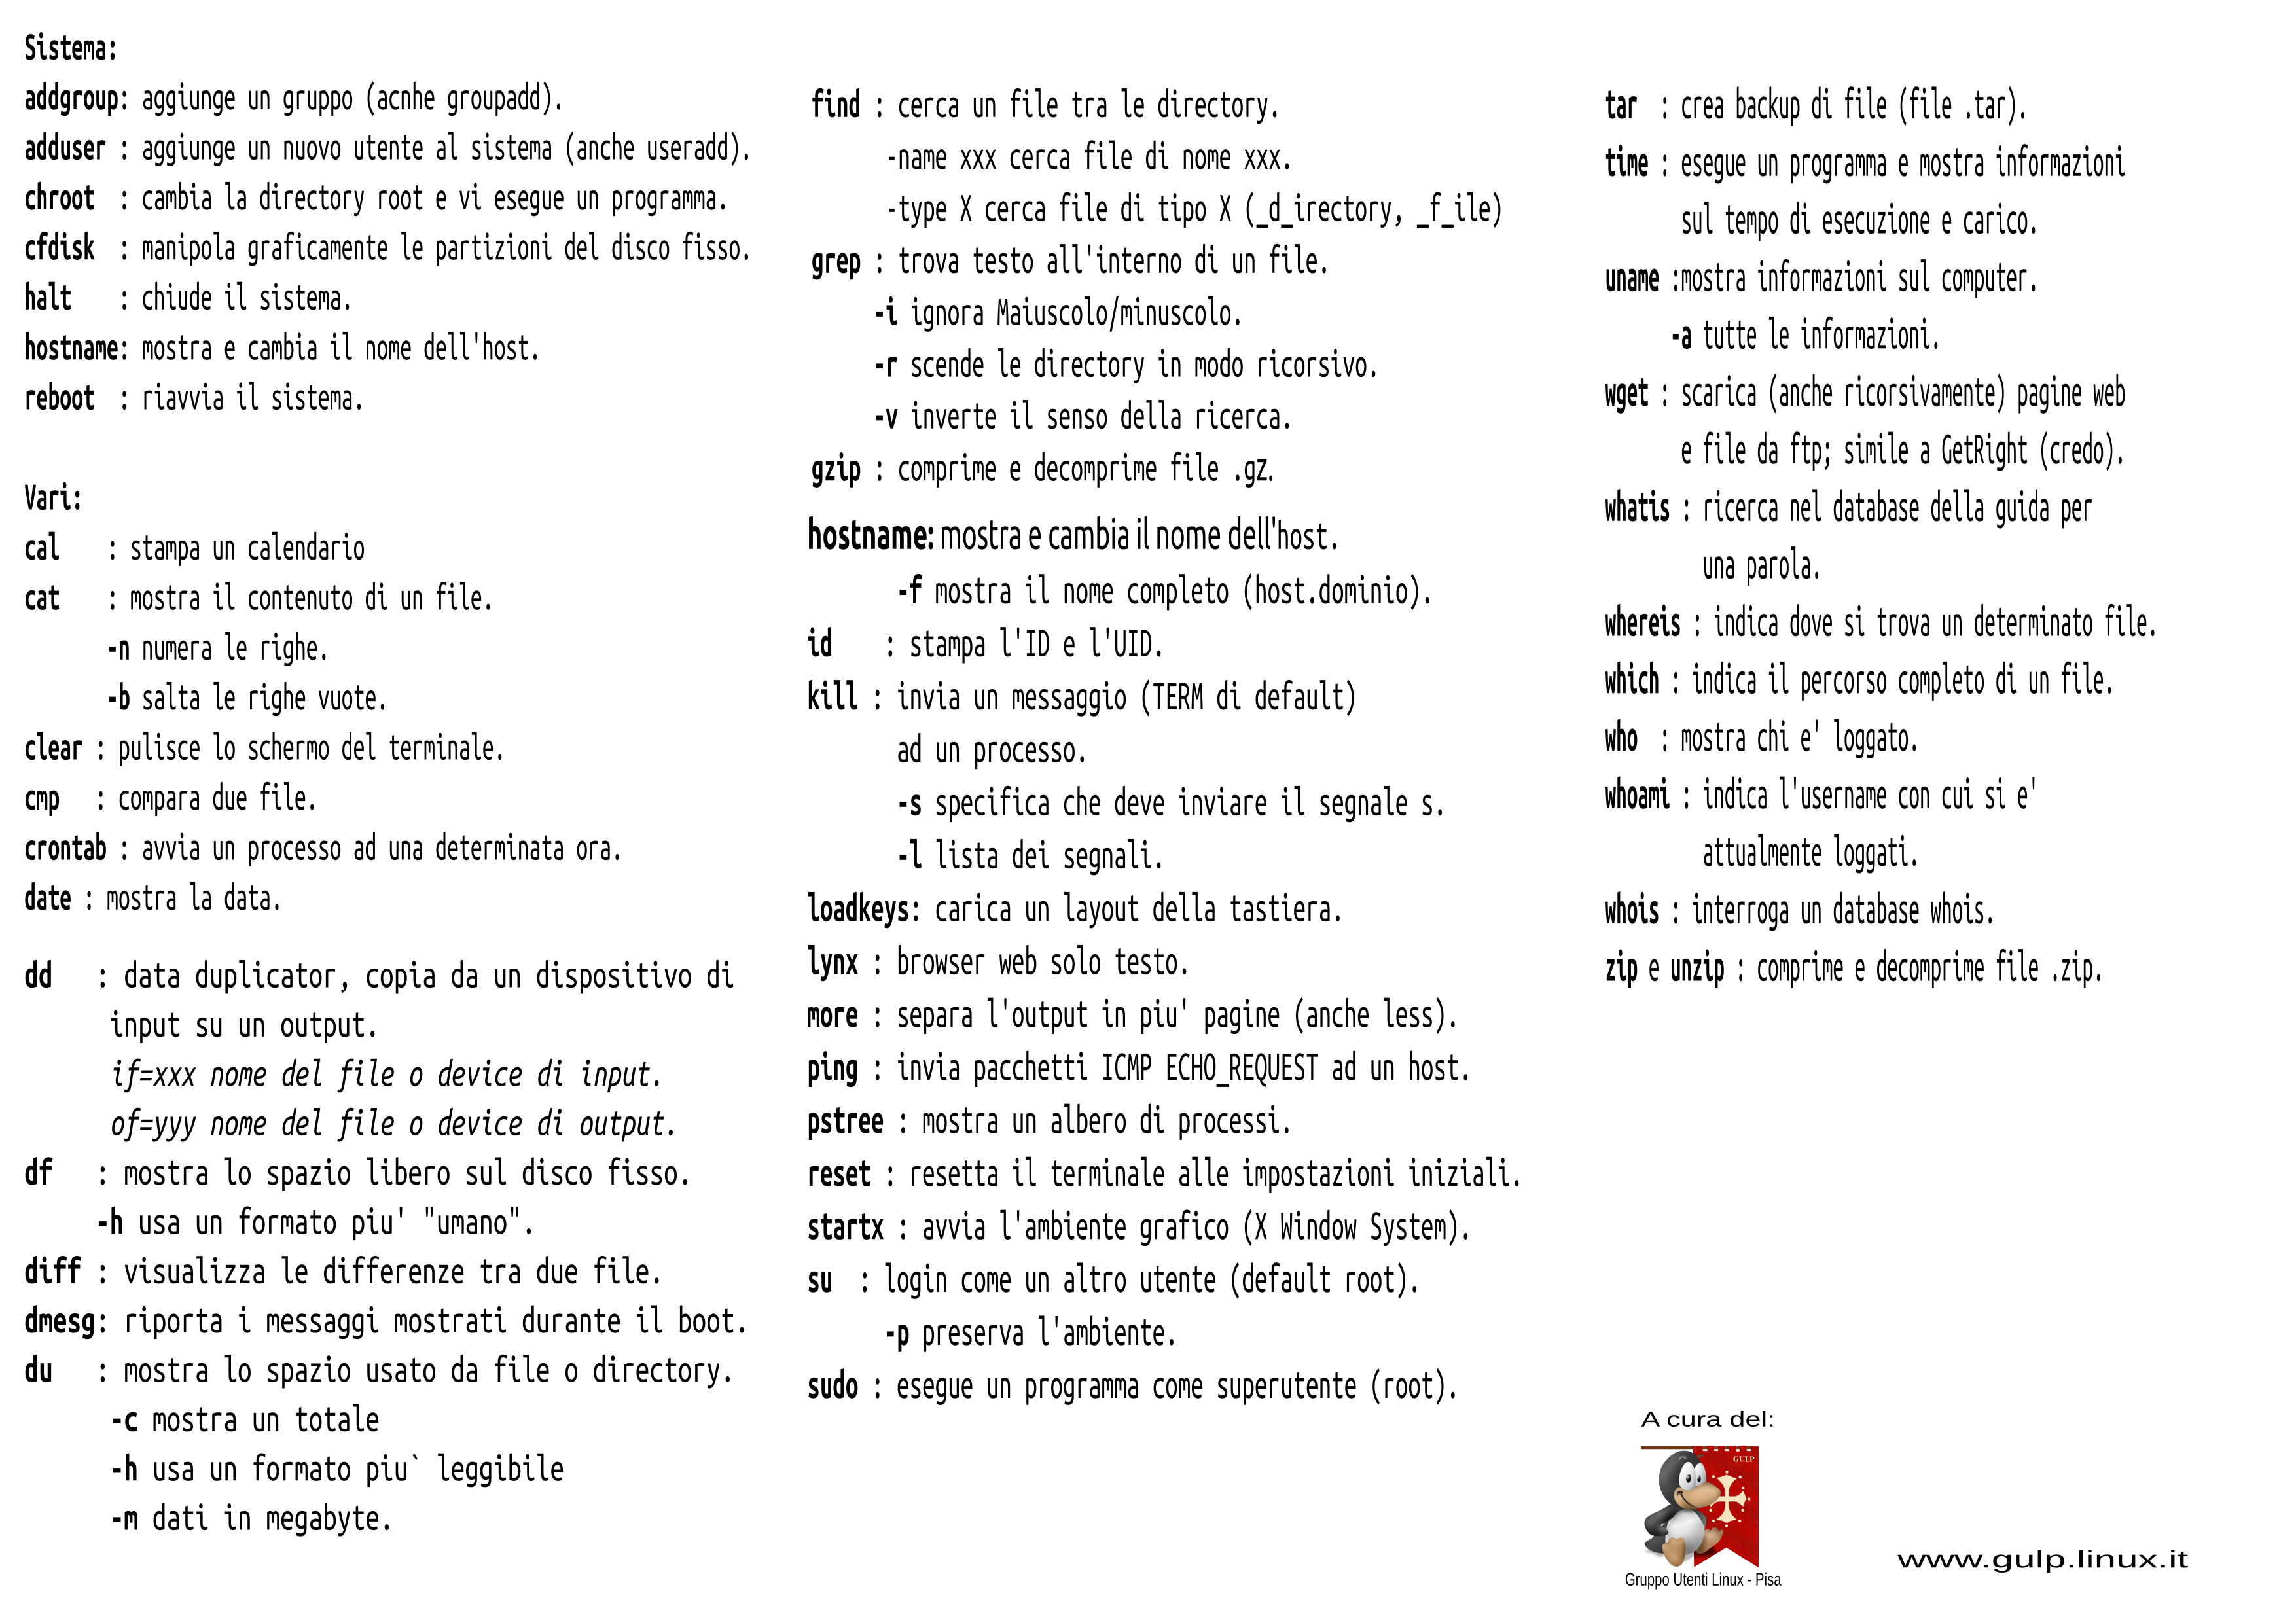 Sistema:
addgroup: aggiunge un gruppo (acnhe groupadd).
adduser : aggiunge un nuovo utente al sistema (anche useradd).
chroot  : cambia la directory root e vi esegue un programma.
cfdisk  : manipola graficamente le partizioni del disco fisso.
halt    : chiude il sistema.
hostname: mostra e cambia il nome dell'host.
reboot  : riavvia il sistema.
Vari:
cal    : stampa un calendario
cat    : mostra il contenuto di un file.
-n numera le righe.
-b salta le righe vuote.
clear : pulisce lo schermo del terminale.
cmp   : compara due file.
crontab : avvia un processo ad una determinata ora.
date : mostra la data.
dd   : data duplicator, copia da un dispositivo di
input su un output.
if=xxx nome del file o device di input.
of=yyy nome del file o device di output.
df   : mostra lo spazio libero sul disco fisso.
-h usa un formato piu' "umano".
diff : visualizza le differenze tra due file.
dmesg: riporta i messaggi mostrati durante il boot.
du   : mostra lo spazio usato da file o directory.
-c mostra un totale
-h usa un formato piu` leggibile
-m dati in megabyte.
find : cerca un file tra le directory.
-name xxx cerca file di nome xxx.
-type X cerca file di tipo X (_d_irectory, _f_ile)
grep : trova testo all'interno di un file.
-i ignora Maiuscolo/minuscolo.
-r scende le directory in modo ricorsivo.
-v inverte il senso della ricerca.
gzip : comprime e decomprime file .gz.
hostname: mostra e cambia il nome dell'host.
-f mostra il nome completo (host.dominio).
id    : stampa l'ID e l'UID.
kill : invia un messaggio (TERM di default)
ad un processo.
-s specifica che deve inviare il segnale s.
-l lista dei segnali.
loadkeys: carica un layout della tastiera.
lynx : browser web solo testo.
more : separa l'output in piu' pagine (anche less).
ping : invia pacchetti ICMP ECHO_REQUEST ad un host.
pstree : mostra un albero di processi.
reset : resetta il terminale alle impostazioni iniziali.
startx : avvia l'ambiente grafico (X Window System).
su  : login come un altro utente (default root).
-p preserva l'ambiente.
sudo : esegue un programma come superutente (root).
tar  : crea backup di file (file .tar).
time : esegue un programma e mostra informazioni
sul tempo di esecuzione e carico.
uname :mostra informazioni sul computer.
-a tutte le informazioni.
wget : scarica (anche ricorsivamente) pagine web
e file da ftp; simile a GetRight (credo).
whatis : ricerca nel database della guida per
una parola.
whereis : indica dove si trova un determinato file.
which : indica il percorso completo di un file.
who  : mostra chi e' loggato.
whoami : indica l'username con cui si e'
attualmente loggati.
whois : interroga un database whois.
zip e unzip : comprime e decomprime file .zip.
A cura del:
GULP
Gruppo Utenti Linux - Pisa
www.gulp.linux.it